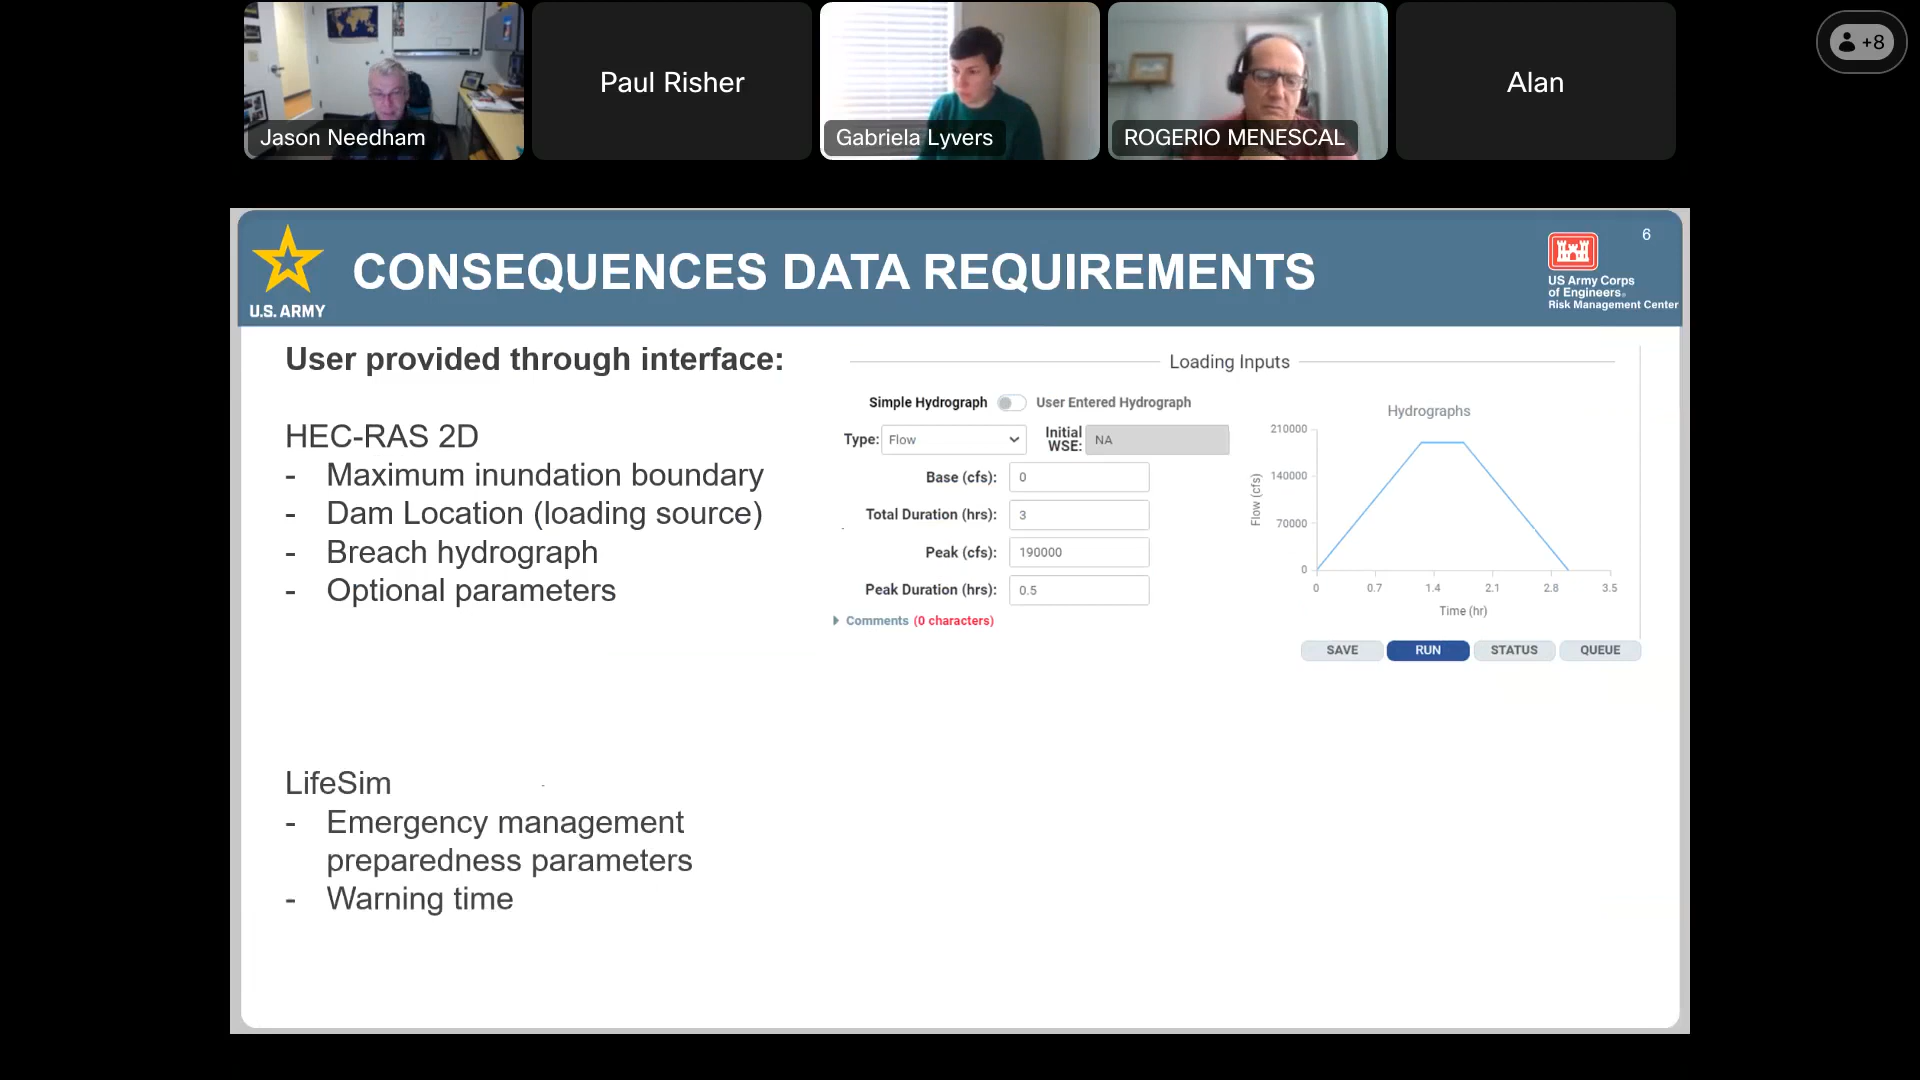 Jason Needham
Paul Risher
Gabriela Lyvers
ROGERIO MENESCAL
Alan
+8
U.S. ARMY
CONSEQUENCES DATA REQUIREMENTS
6
US Army Corps
of Engineers®
Risk Management Center
User provided through interface:
HEC-RAS 2D
- Maximum inundation boundary
- Dam Location (loading source)
- Breach hydrograph
- Optional parameters
LifeSim
- Emergency management
preparedness parameters
- Warning time
Loading Inputs
Simple Hydrograph User Entered Hydrograph
Type: Flow
Initial
WSE: NA
Base (cfs): 0
Total Duration (hrs): 3
Peak (cfs): 190000
Peak Duration (hrs): 0.5
Comments (0 characters)
Hydrographs
Flow (cfs)
210000
140000
70000
0
0 0.7 1.4 2.1 2.8 3.5
Time (hr)
SAVE RUN STATUS QUEUE